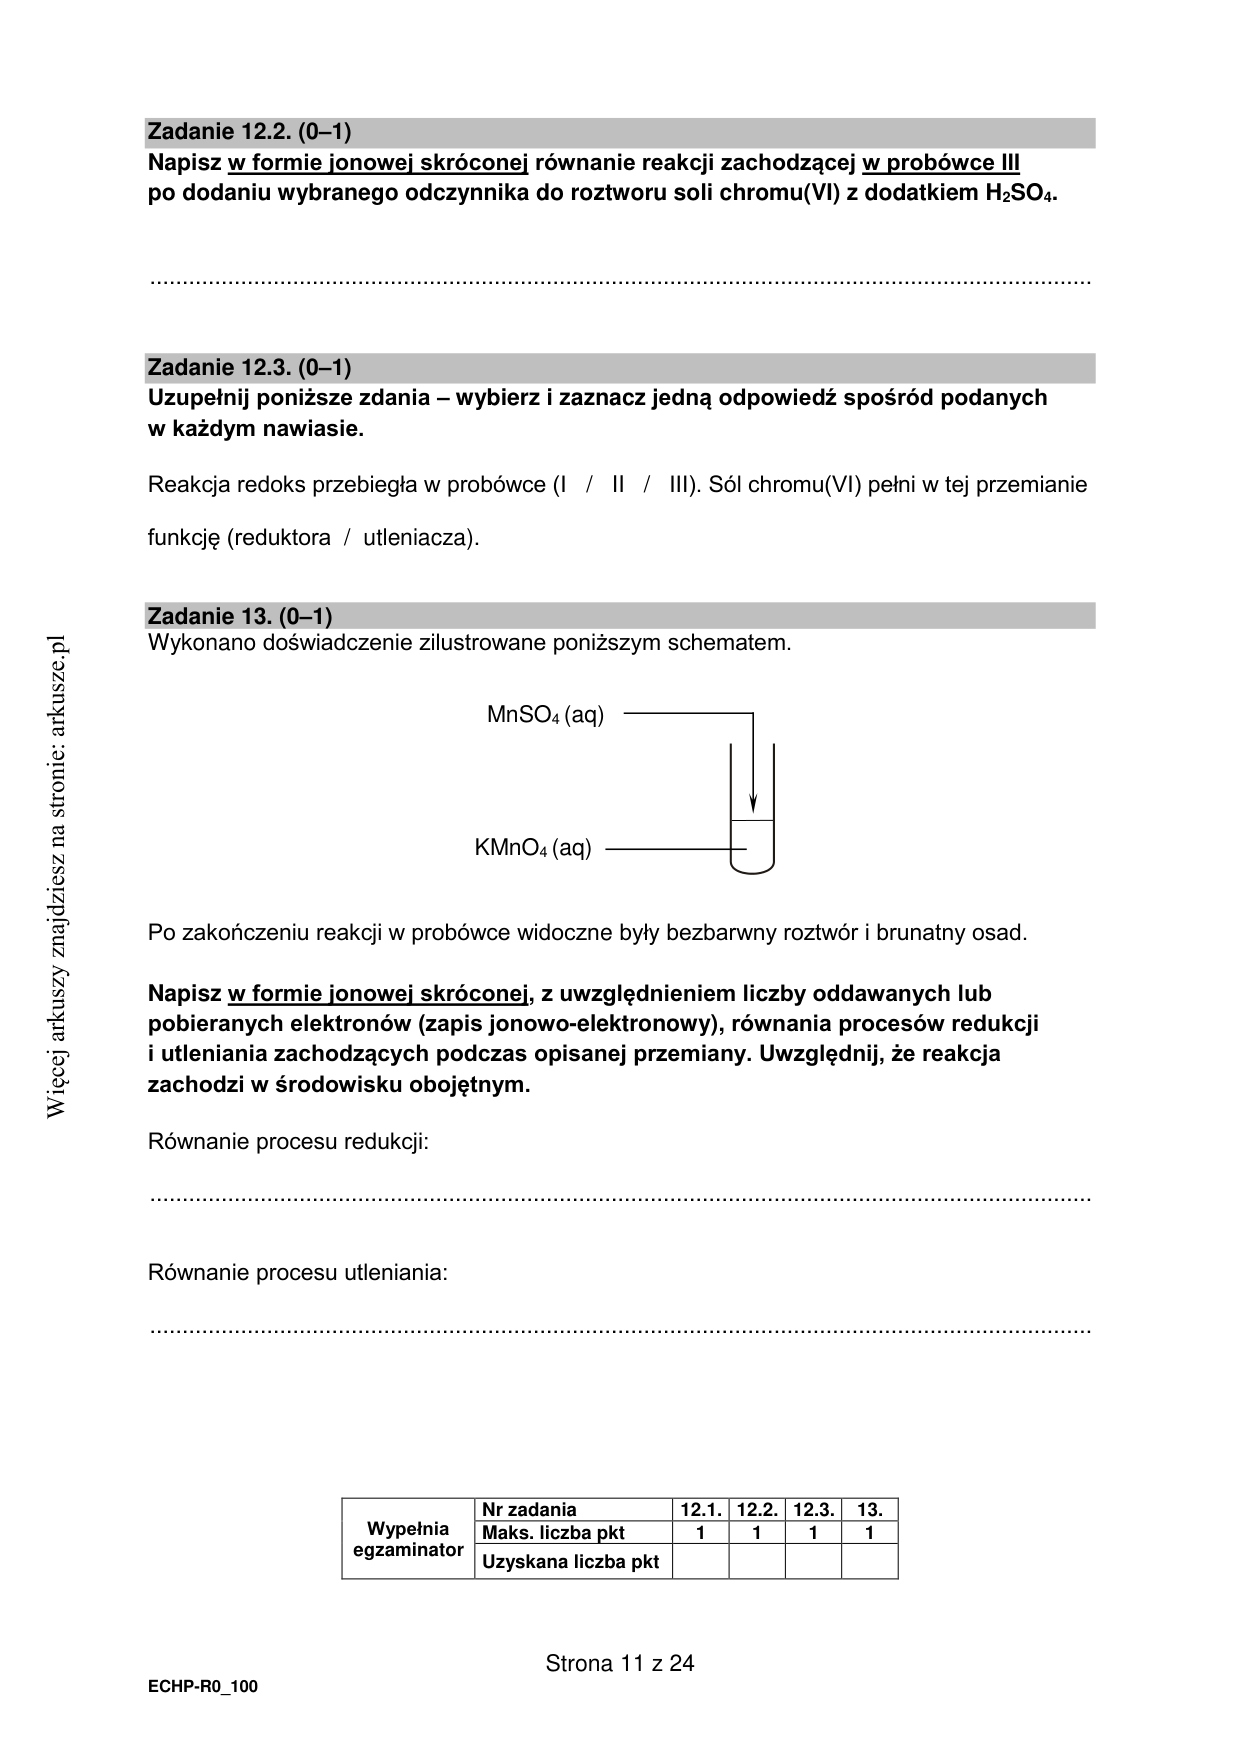 Zadanie 12.2. (0–1)
Napisz w formie jonowej skróconej równanie reakcji zachodzącej w probówce III
po dodaniu wybranego odczynnika do roztworu soli chromu(VI) z dodatkiem H₂SO₄.
................................................................................................................................................
Zadanie 12.3. (0–1)
Uzupełnij poniższe zdania – wybierz i zaznacz jedną odpowiedź spośród podanych
w każdym nawiasie.
Reakcja redoks przebiegła w probówce (I / II / III). Sól chromu(VI) pełni w tej przemianie
funkcję (reduktora / utleniacza).
Zadanie 13. (0–1)
Wykonano doświadczenie zilustrowane poniższym schematem.
MnSO₄ (aq)
KMnO₄ (aq)
Po zakończeniu reakcji w probówce widoczne były bezbarwny roztwór i brunatny osad.
Napisz w formie jonowej skróconej, z uwzględnieniem liczby oddawanych lub
pobieranych elektronów (zapis jonowo-elektronowy), równania procesów redukcji
i utleniania zachodzących podczas opisanej przemiany. Uwzględnij, że reakcja
zachodzi w środowisku obojętnym.
Równanie procesu redukcji:
................................................................................................................................................
Równanie procesu utleniania:
................................................................................................................................................
Wypełnia egzaminator
Nr zadania 12.1. 12.2. 12.3. 13.
Maks. liczba pkt 1 1 1 1
Uzyskana liczba pkt
Strona 11 z 24
ECHP-R0_100
Więcej arkuszy znajdziesz na stronie: arkusze.pl